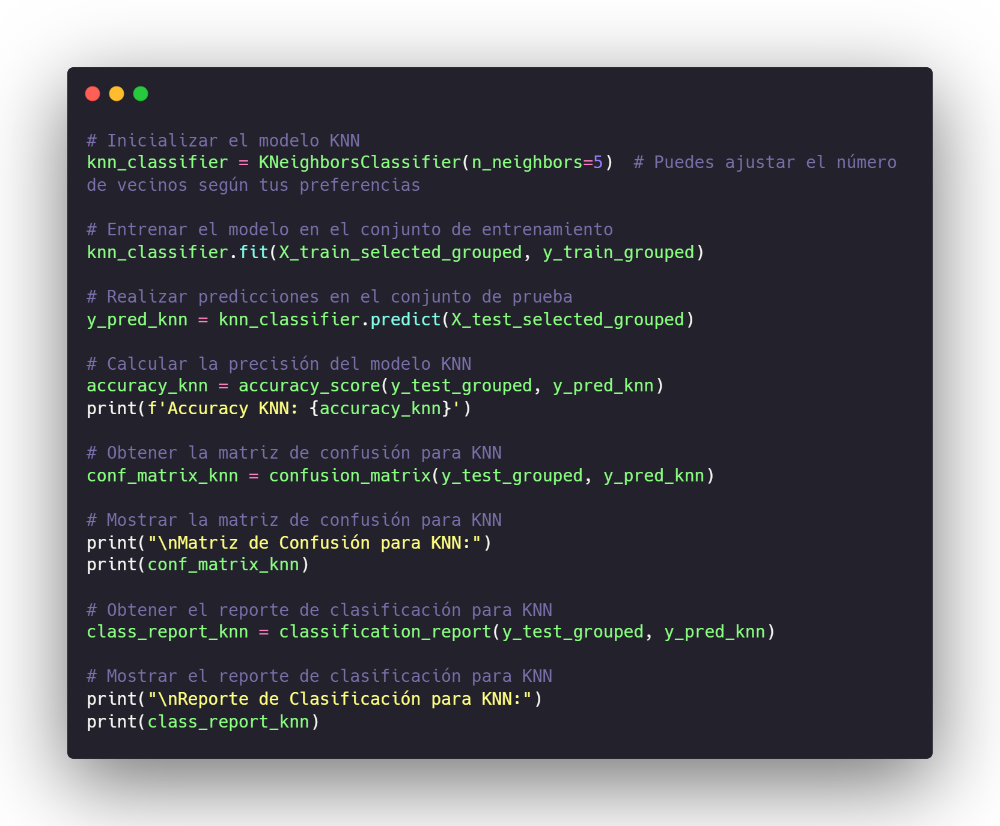 # Inicializar el modelo KNN
knn_classifier = KNeighborsClassifier(n_neighbors=5)  # Puedes ajustar el número
de vecinos según tus preferencias
# Entrenar el modelo en el conjunto de entrenamiento
knn_classifier.fit(X_train_selected_grouped, y_train_grouped)
# Realizar predicciones en el conjunto de prueba
y_pred_knn = knn_classifier.predict(X_test_selected_grouped)
# Calcular la precisión del modelo KNN
accuracy_knn = accuracy_score(y_test_grouped, y_pred_knn)
print(f'Accuracy KNN: {accuracy_knn}')
# Obtener la matriz de confusión para KNN
conf_matrix_knn = confusion_matrix(y_test_grouped, y_pred_knn)
# Mostrar la matriz de confusión para KNN
print("\nMatriz de Confusión para KNN:")
print(conf_matrix_knn)
# Obtener el reporte de clasificación para KNN
class_report_knn = classification_report(y_test_grouped, y_pred_knn)
# Mostrar el reporte de clasificación para KNN
print("\nReporte de Clasificación para KNN:")
print(class_report_knn)